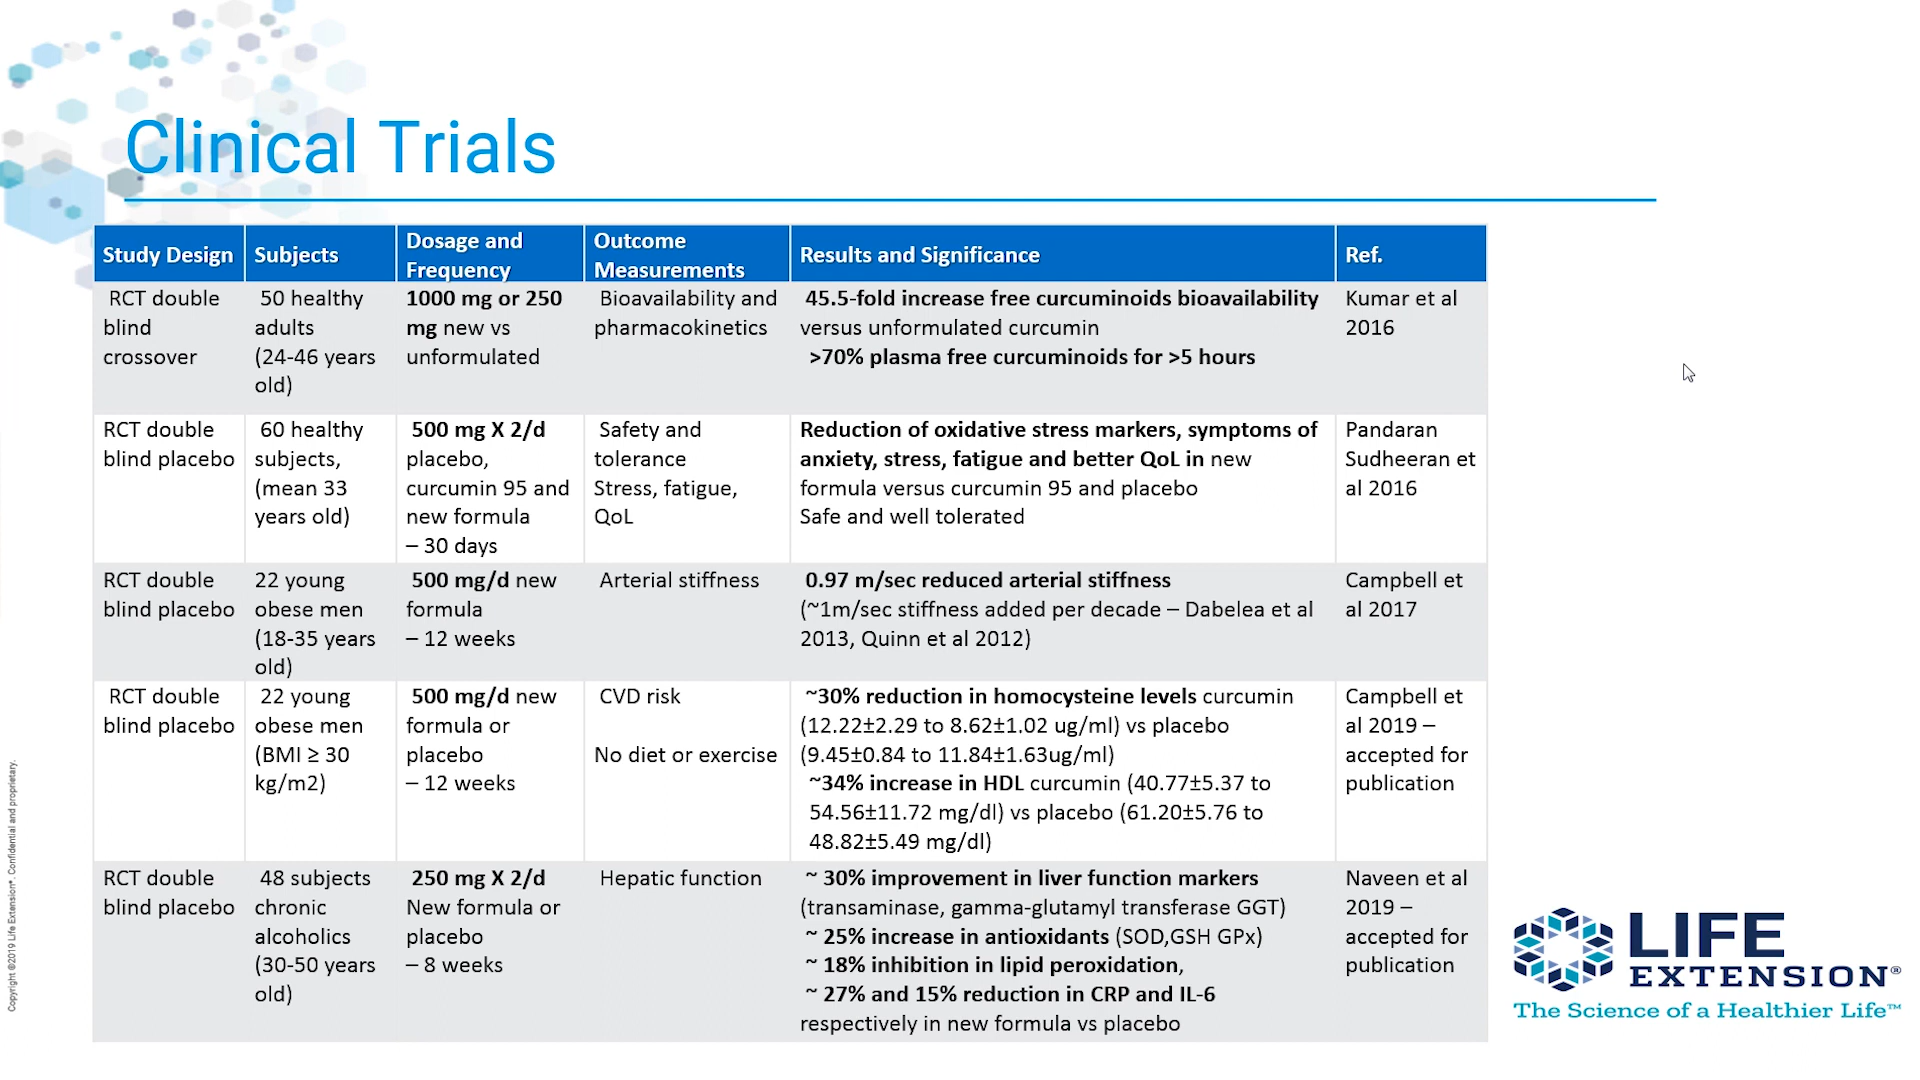 Clinical Trials
Study Design
Subjects
Dosage and
Frequency
Outcome
Measurements
Results and Significance
Ref.
RCT double
blind
crossover
50 healthy
adults
(24-46 years
old)
1000 mg or 250
mg new vs
unformulated
Bioavailability and
pharmacokinetics
45.5-fold increase free curcuminoids bioavailability
versus unformulated curcumin
>70% plasma free curcuminoids for >5 hours
Kumar et al
2016
RCT double
blind placebo
60 healthy
subjects,
(mean 33
years old)
500 mg X 2/d
placebo,
curcumin 95 and
new formula
– 30 days
Safety and
tolerance
Stress, fatigue,
QoL
Reduction of oxidative stress markers, symptoms of
anxiety, stress, fatigue and better QoL in new
formula versus curcumin 95 and placebo
Safe and well tolerated
Pandaran
Sudheeran et
al 2016
RCT double
blind placebo
22 young
obese men
(18-35 years
old)
500 mg/d new
formula
– 12 weeks
Arterial stiffness
0.97 m/sec reduced arterial stiffness
(~1m/sec stiffness added per decade – Dabelea et al
2013, Quinn et al 2012)
Campbell et
al 2017
RCT double
blind placebo
22 young
obese men
(BMI ≥ 30
kg/m2)
500 mg/d new
formula or
placebo
– 12 weeks
CVD risk
No diet or exercise
~30% reduction in homocysteine levels curcumin
(12.22±2.29 to 8.62±1.02 ug/ml) vs placebo
(9.45±0.84 to 11.84±1.63ug/ml)
~34% increase in HDL curcumin (40.77±5.37 to
54.56±11.72 mg/dl) vs placebo (61.20±5.76 to
48.82±5.49 mg/dl)
Campbell et
al 2019 –
accepted for
publication
RCT double
blind placebo
48 subjects
chronic
alcoholics
(30-50 years
old)
250 mg X 2/d
New formula or
placebo
– 8 weeks
Hepatic function
~ 30% improvement in liver function markers
(transaminase, gamma-glutamyl transferase GGT)
~ 25% increase in antioxidants (SOD,GSH GPx)
~ 18% inhibition in lipid peroxidation,
~ 27% and 15% reduction in CRP and IL-6
respectively in new formula vs placebo
Naveen et al
2019 –
accepted for
publication
Copyright ©2019 Life Extension®. Confidential and proprietary.
LIFE
EXTENSION®
The Science of a Healthier Life™